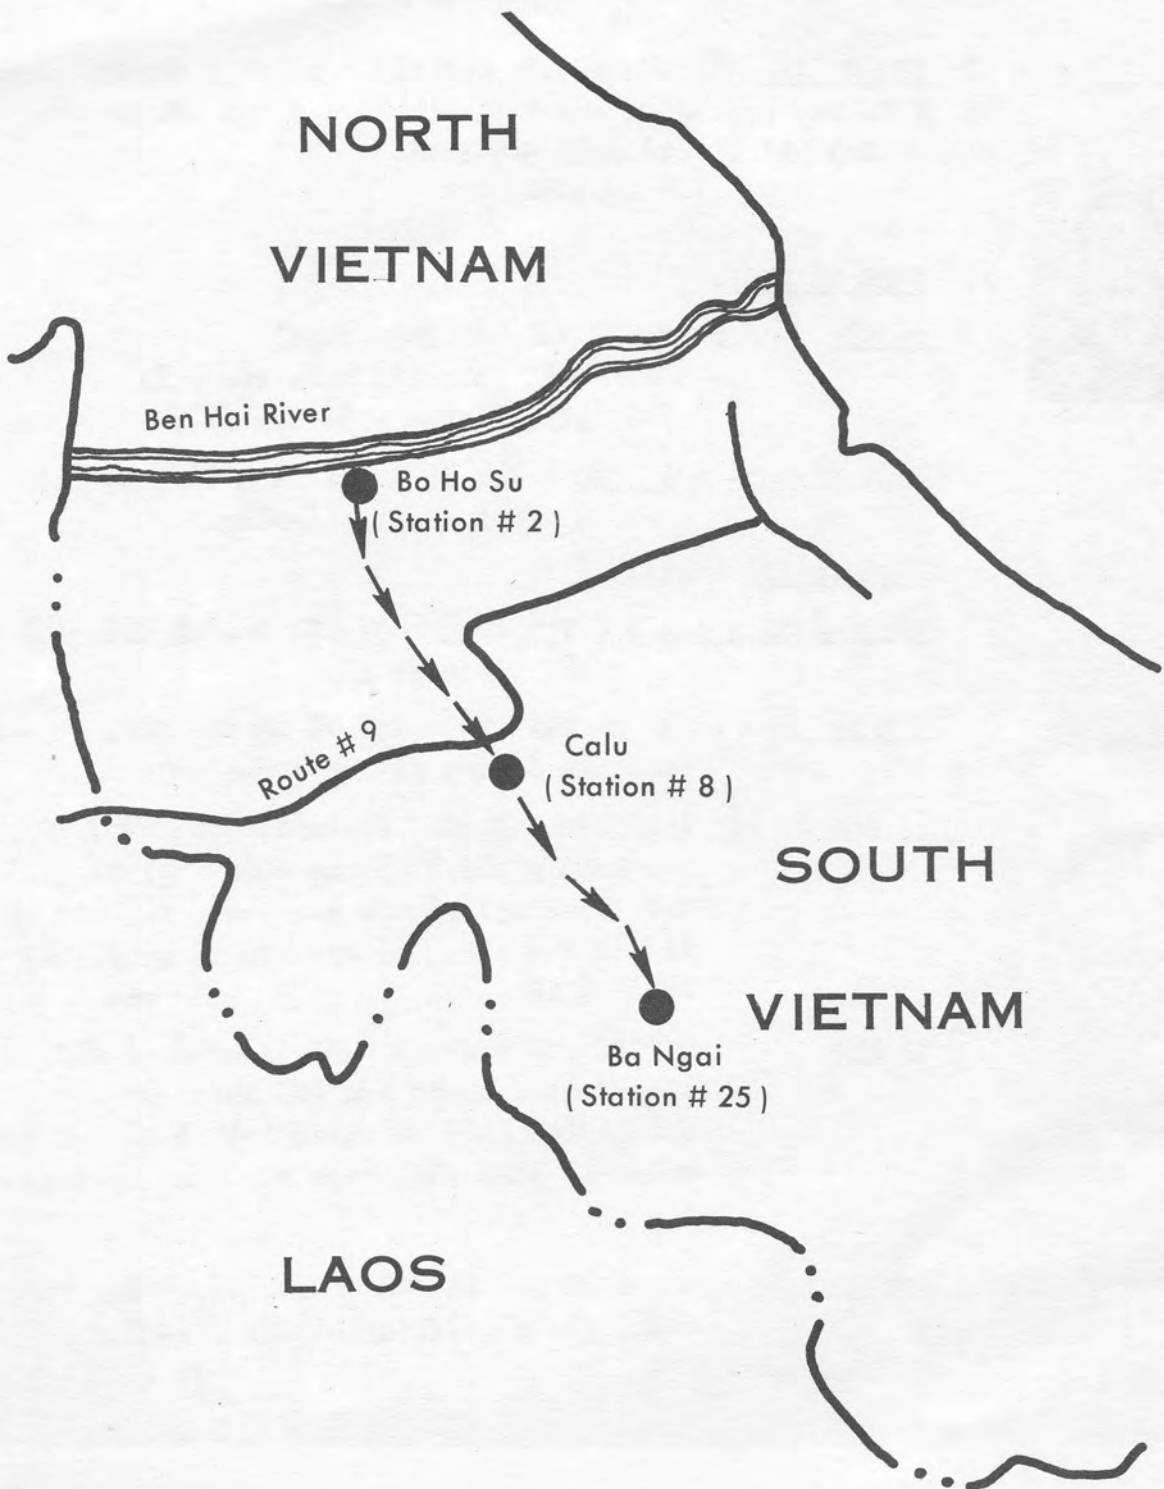 NORTH
VIETNAM
Ben Hai River
Bo Ho Su
( Station # 2 )
Route # 9
Calu
( Station # 8 )
SOUTH
VIETNAM
Ba Ngai
( Station # 25 )
LAOS